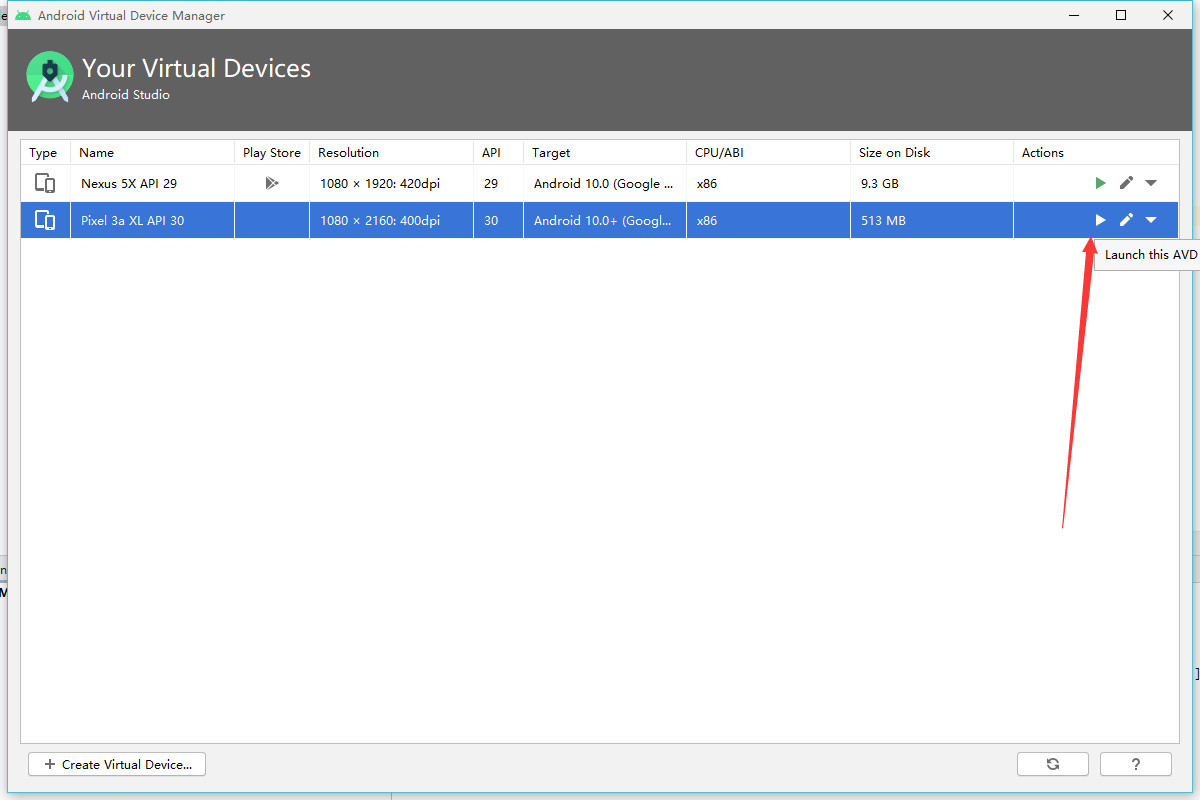 Android Virtual Device Manager
Your Virtual Devices
Android Studio
Type Name Play Store Resolution API Target CPU/ABI Size on Disk Actions
Nexus 5X API 29 1080 × 1920: 420dpi 29 Android 10.0 (Google ... x86 9.3 GB
Pixel 3a XL API 30 1080 × 2160: 400dpi 30 Android 10.0+ (Googl... x86 513 MB
Launch this AVD
+ Create Virtual Device...
?